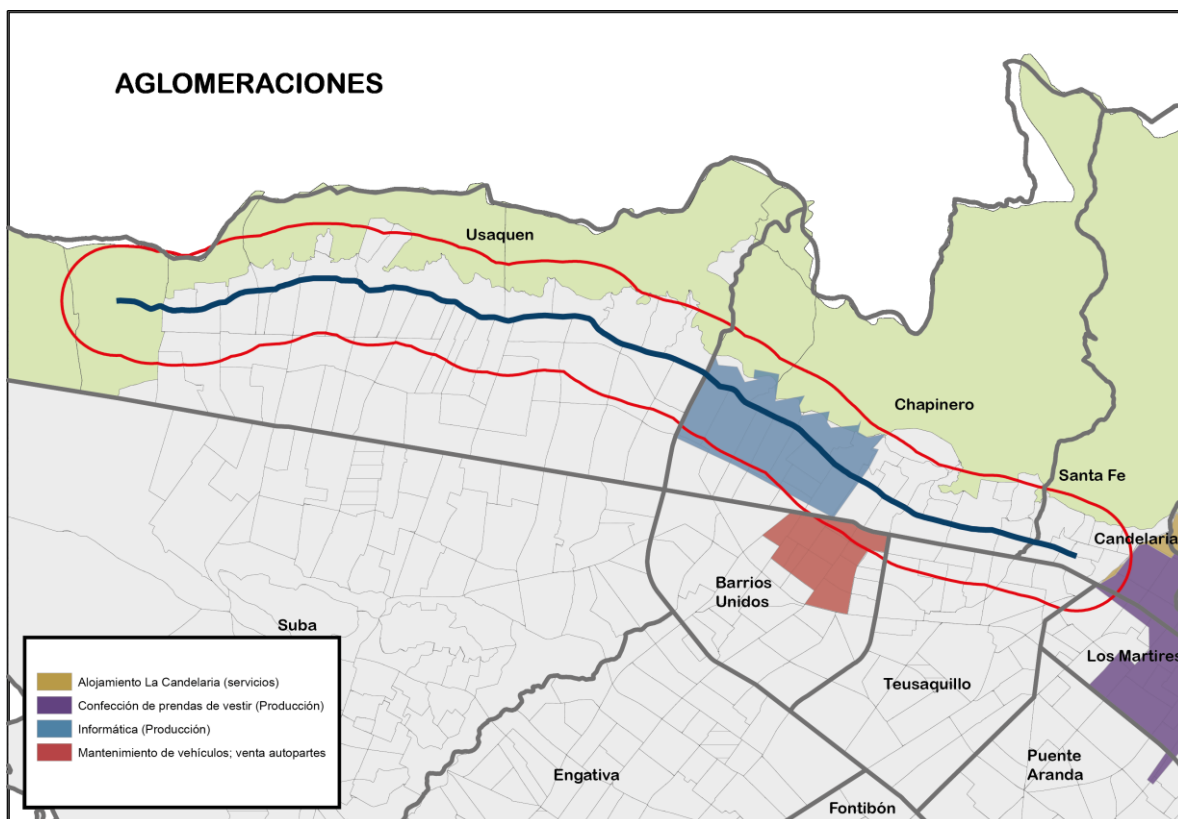 AGLOMERACIONES
Usaquen
Chapinero
Santa Fe
Candelaria
Barrios
Unidos
Suba
Los Martires
Teusaquillo
Puente
Aranda
Engativa
Fontibón
Alojamiento La Candelaria (servicios)
Confección de prendas de vestir (Producción)
Informática (Producción)
Mantenimiento de vehículos; venta autopartes